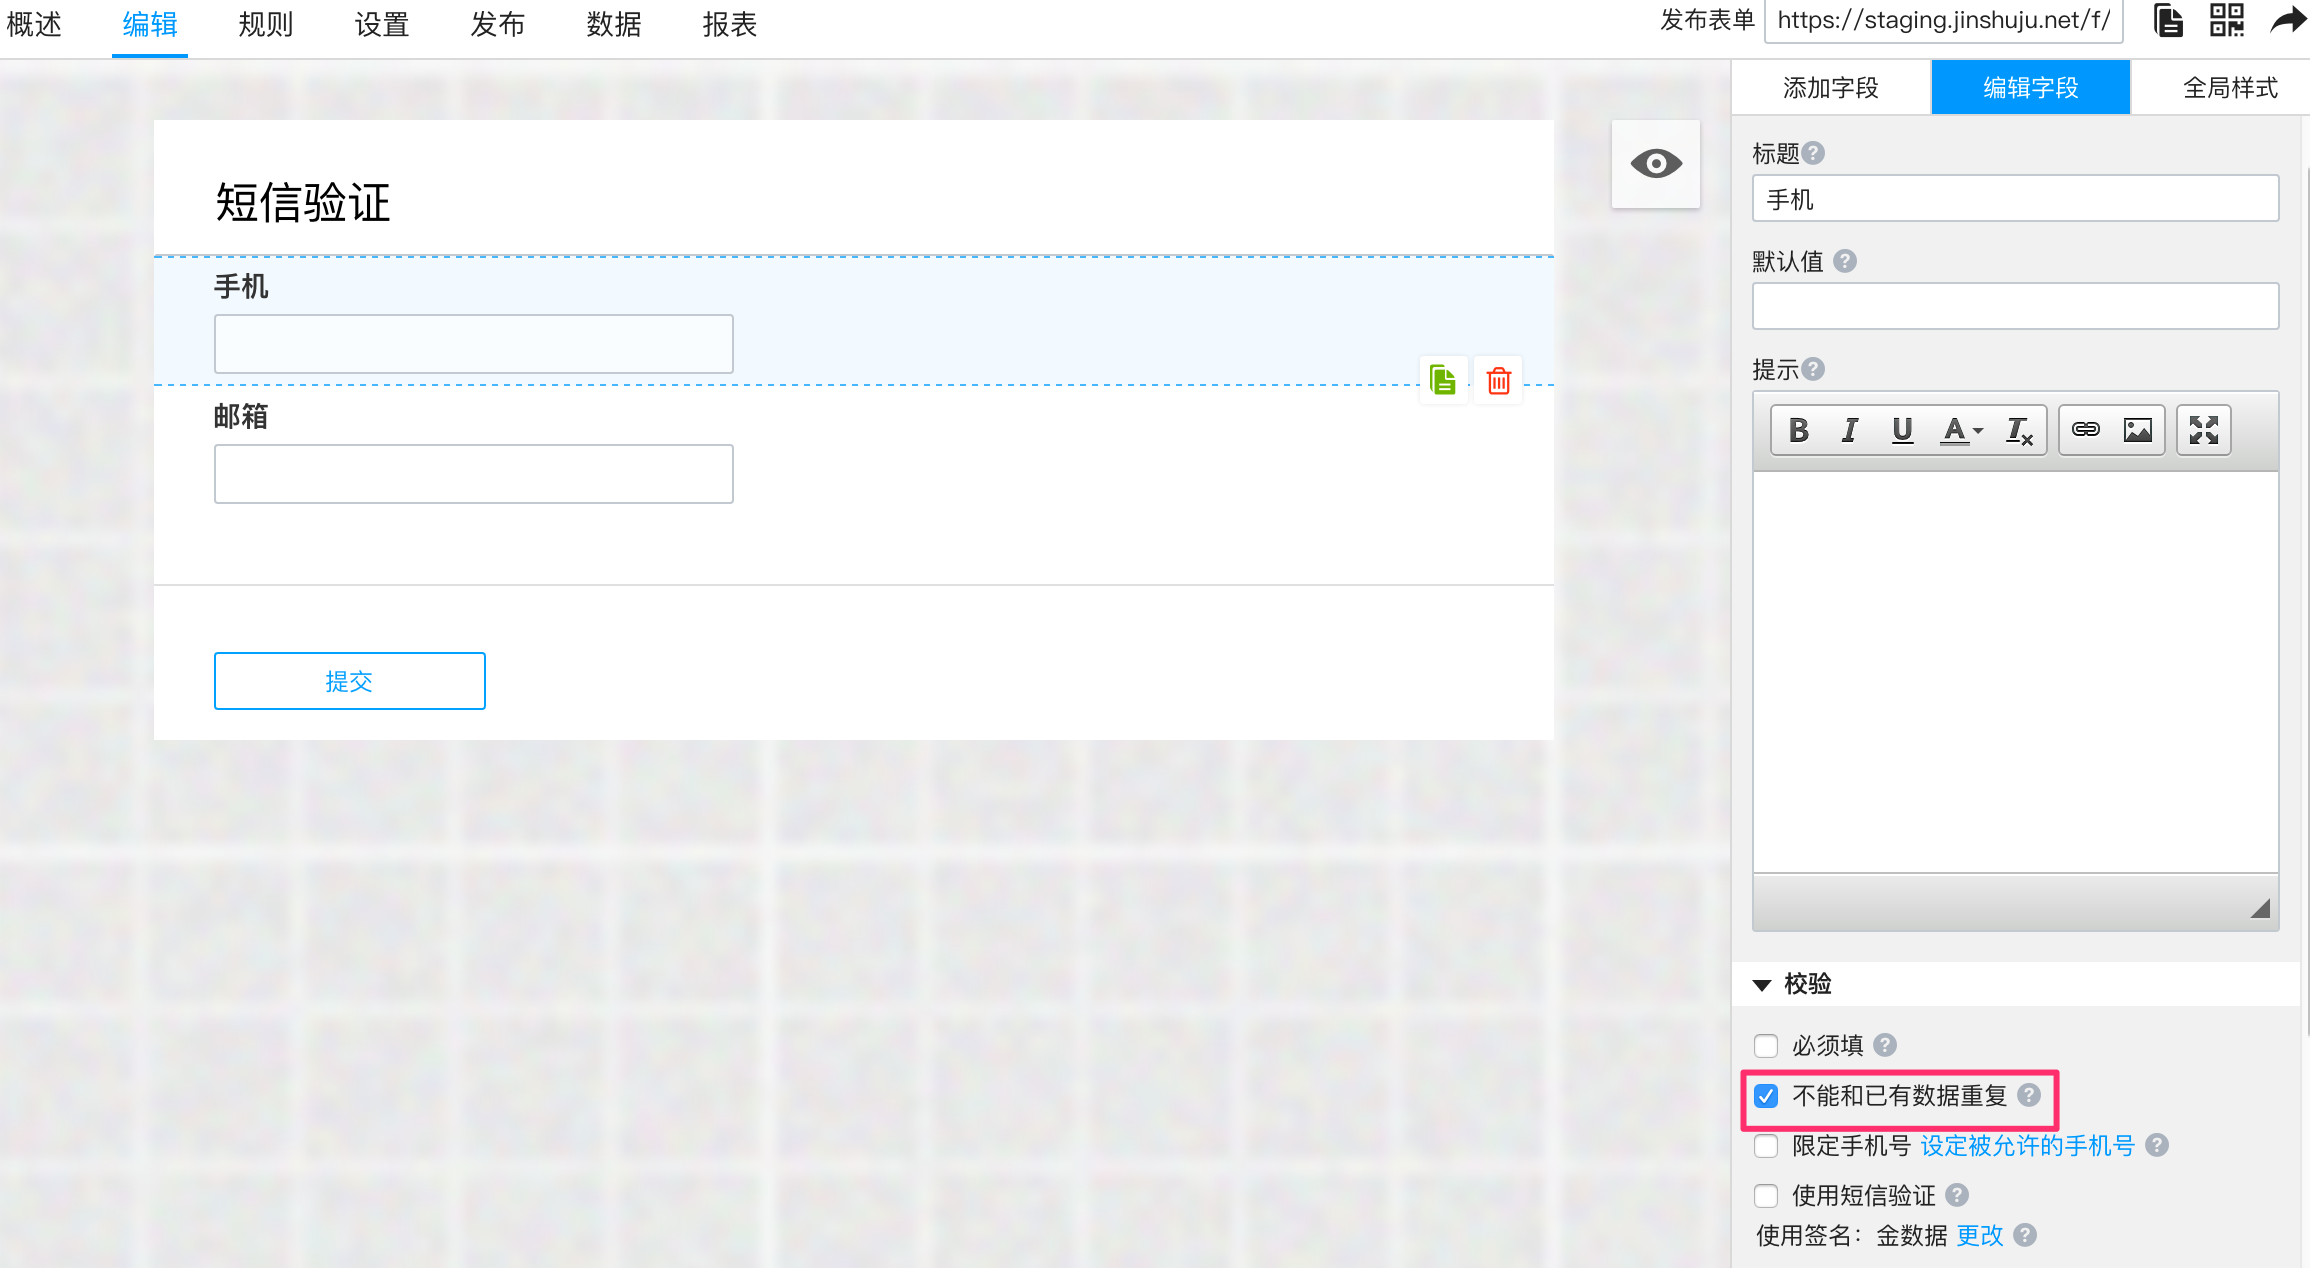 概述 编辑 规则 设置 发布 数据 报表 发布表单 https://staging.jinshuju.net/f/
添加字段 编辑字段 全局样式
短信验证
手机
邮箱
提交
标题
手机
默认值
提示
B I U A Tx
校验
必须填
不能和已有数据重复
限定手机号 设定被允许的手机号
使用短信验证
使用签名：金数据 更改